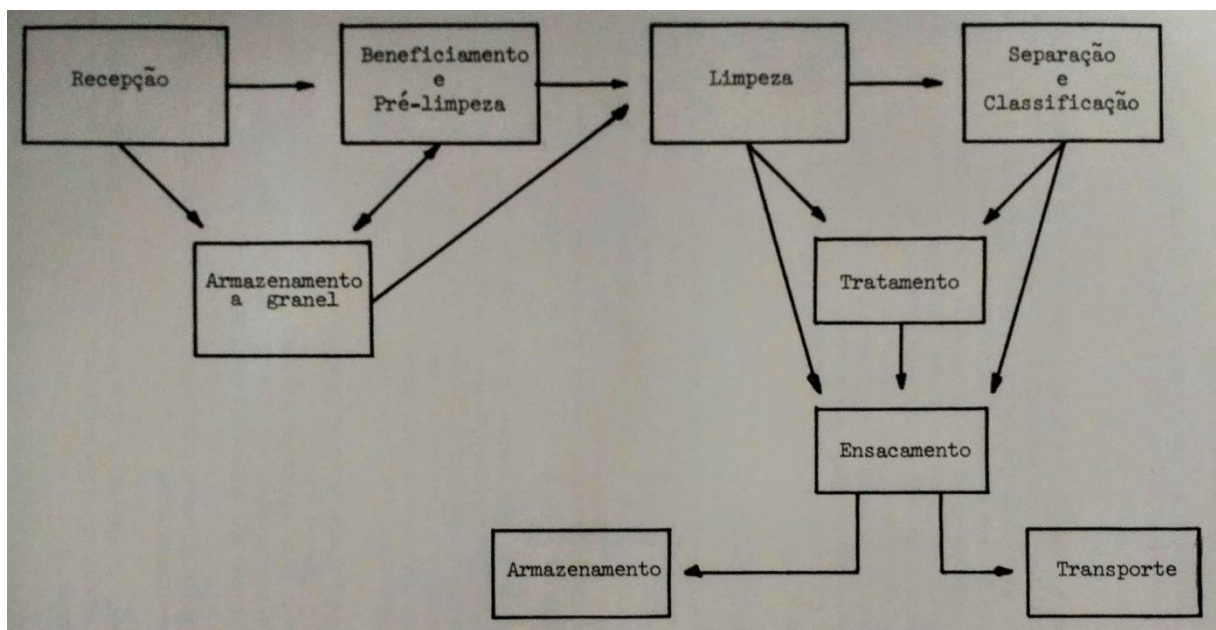 Recepção
Beneficiamento
e
Pré-limpeza
Limpeza
Separação
e
Classificação
Armazenamento
a granel
Tratamento
Ensacamento
Armazenamento
Transporte